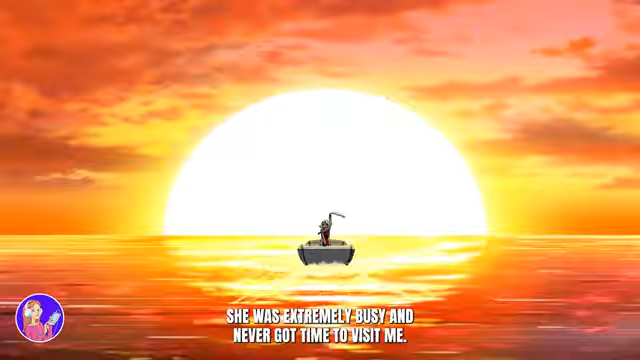 SHE WAS EXTREMELY BUSY AND
NEVER GOT TIME TO VISIT ME.